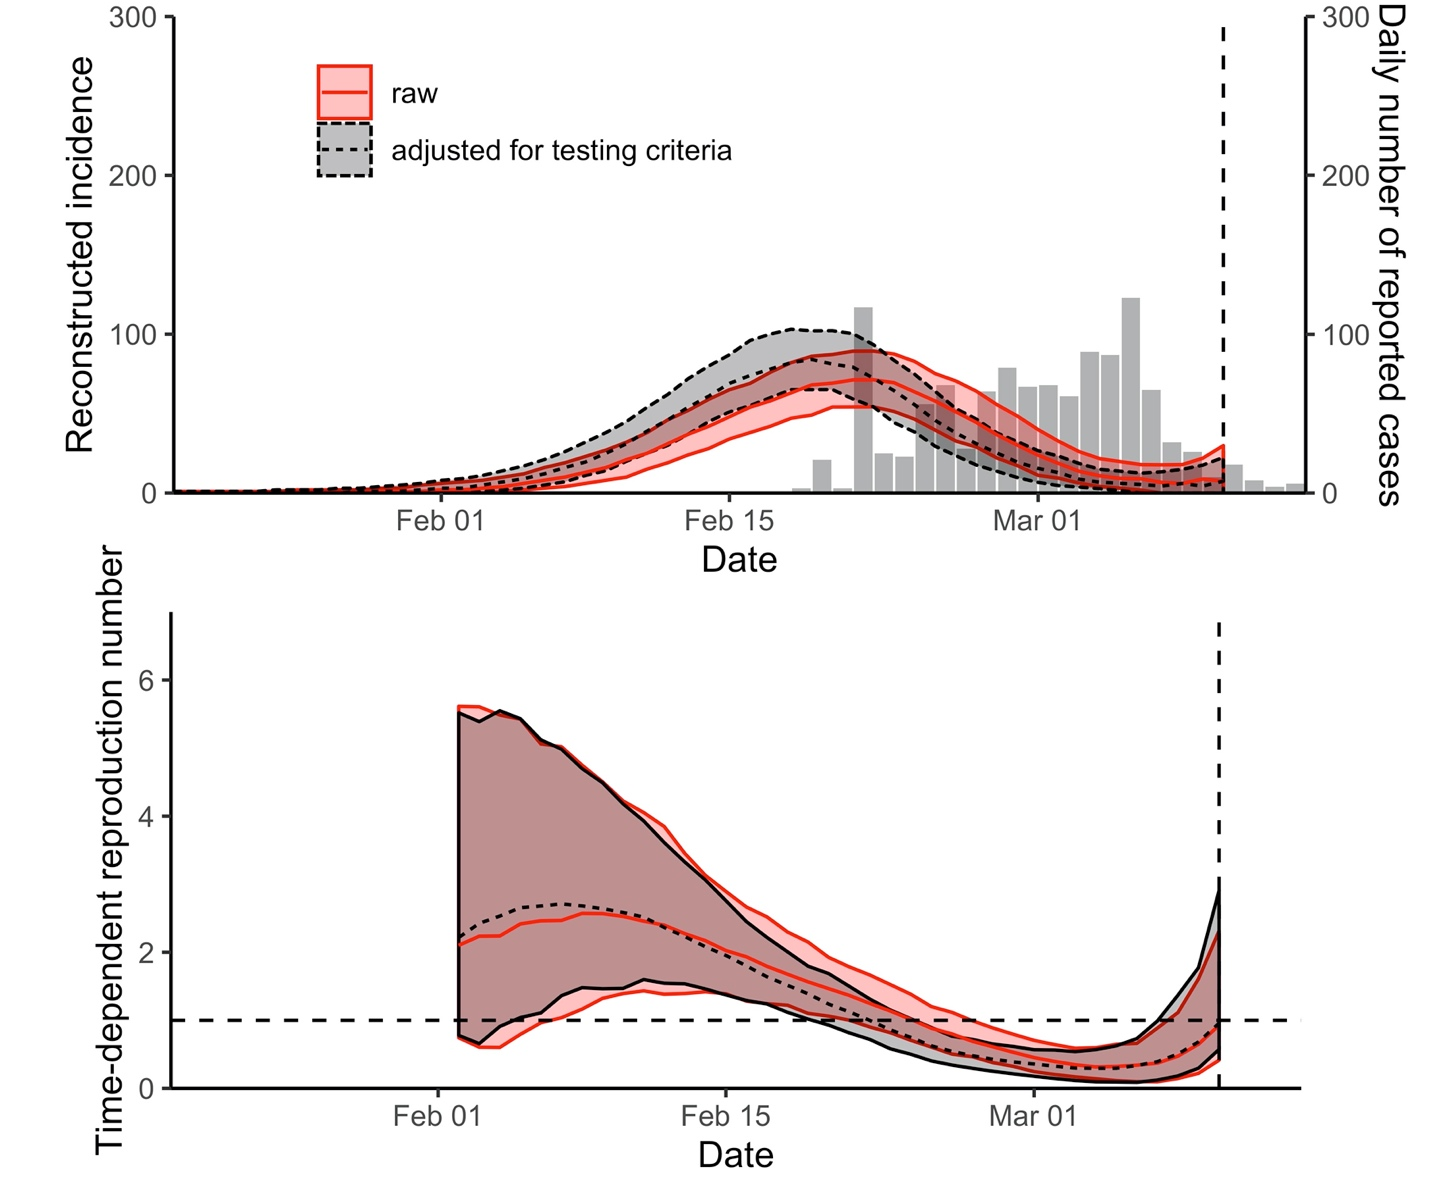 Reconstructed incidence
300
200
100
0
raw
adjusted for testing criteria
300
200
100
0
Daily number of reported cases
Feb 01
Feb 15
Mar 01
Date
Time-dependent reproduction number
6
4
2
0
Feb 01
Feb 15
Mar 01
Date